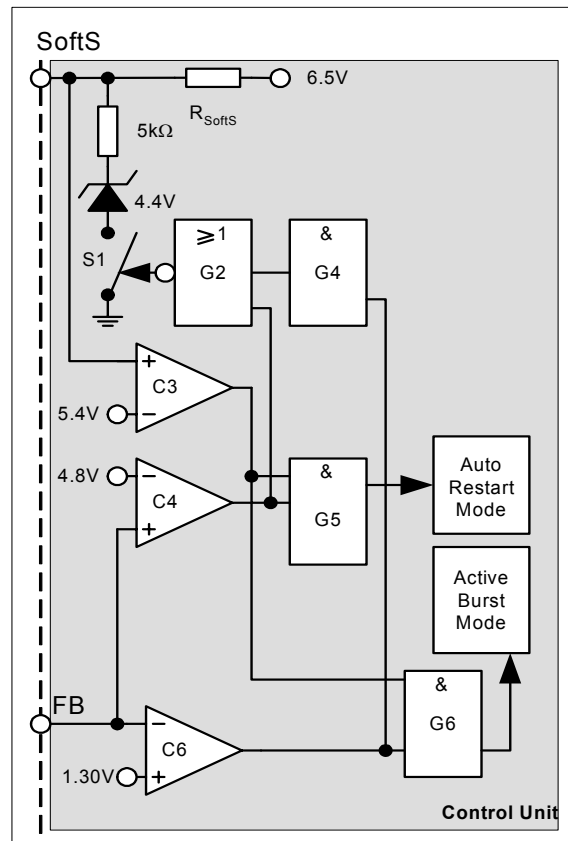 SoftS
6.5V
R_SoftS
5kΩ
4.4V
S1
≥1
G2
&
G4
+
C3
5.4V
−
4.8V
−
C4
+
&
G5
Auto
Restart
Mode
Active
Burst
Mode
FB
−
C6
1.30V
+
&
G6
Control Unit